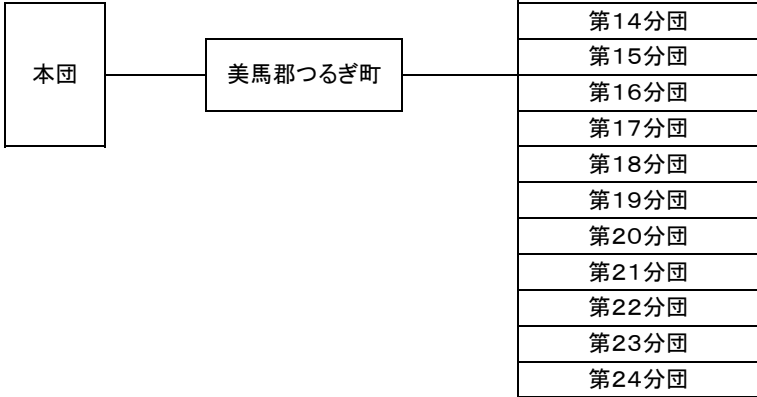 本団
美馬郡つるぎ町
第14分団
第15分団
第16分団
第17分団
第18分団
第19分団
第20分団
第21分団
第22分団
第23分団
第24分団